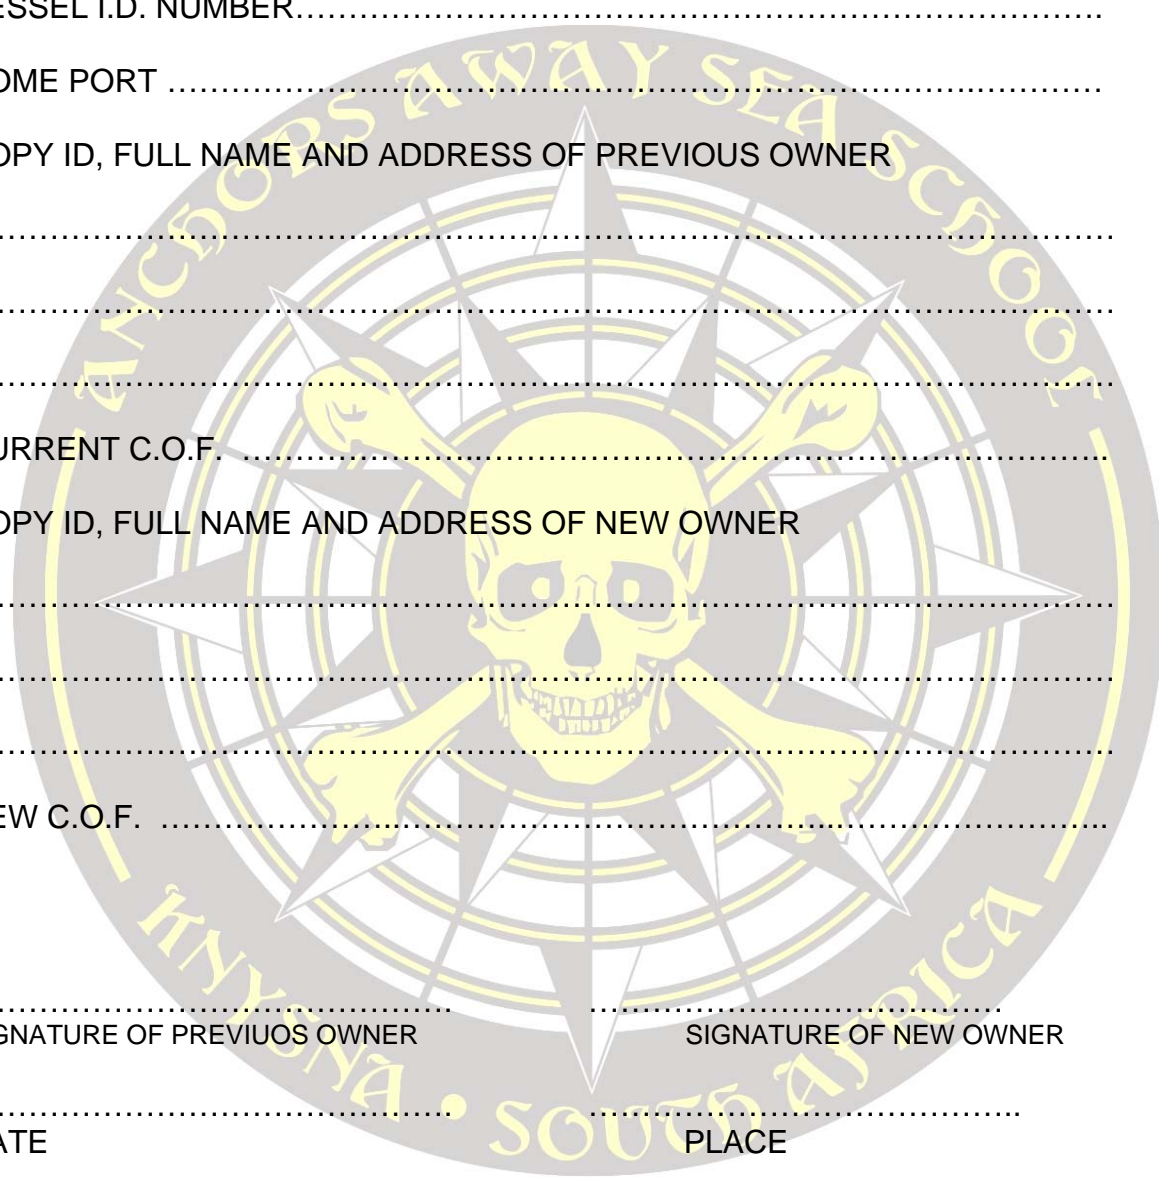 ESSEL I.D. NUMBER……………………………………………………………………….
OME PORT …………………………………………………………………….…………
OPY ID, FULL NAME AND ADDRESS OF PREVIOUS OWNER
…………………………………………………………………………………………………
…………………………………………………………………………………………………
…………………………………………………………………………………………………
URRENT C.O.F. …………………..………………………………………………………...
OPY ID, FULL NAME AND ADDRESS OF NEW OWNER
…………………………………………………………………………………………………
…………………………………………………………………………………………………
…………………………………………………………………………………………………
EW C.O.F. …………………………………………………………………………………..
………………………………………. …………………………………
GNATURE OF PREVIUOS OWNER SIGNATURE OF NEW OWNER
………………………………………. …………………………………..
ATE PLACE
ANCHORS AWAY SEA SCHOOL
KNYSNA • SOUTH AFRICA